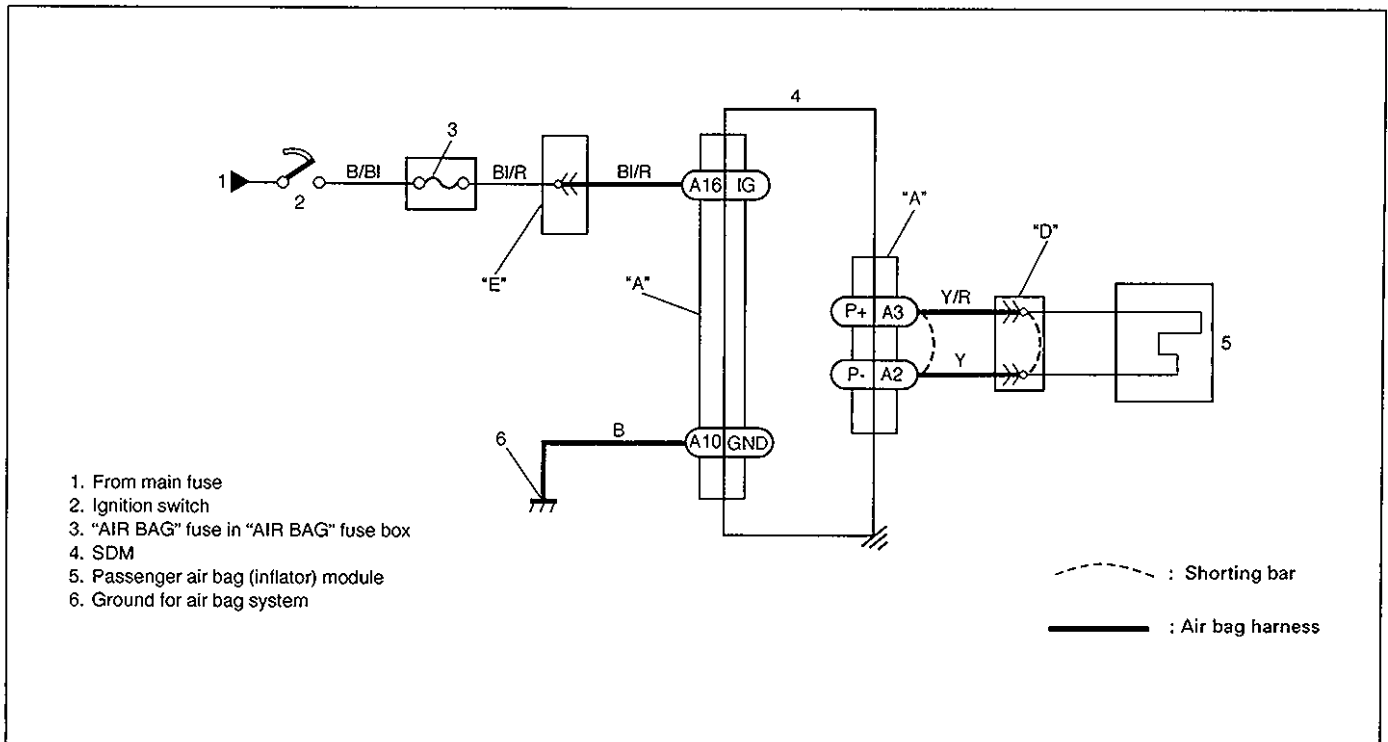 4
3
1
B/Bl
Bl/R
Bl/R
A16 IG
2
"A"
"D"
"E"
"A"
Y/R
P+ A3
5
Y
P- A2
B
6
A10 GND
1. From main fuse
2. Ignition switch
3. "AIR BAG" fuse in "AIR BAG" fuse box
4. SDM
5. Passenger air bag (inflator) module
6. Ground for air bag system
: Shorting bar
: Air bag harness